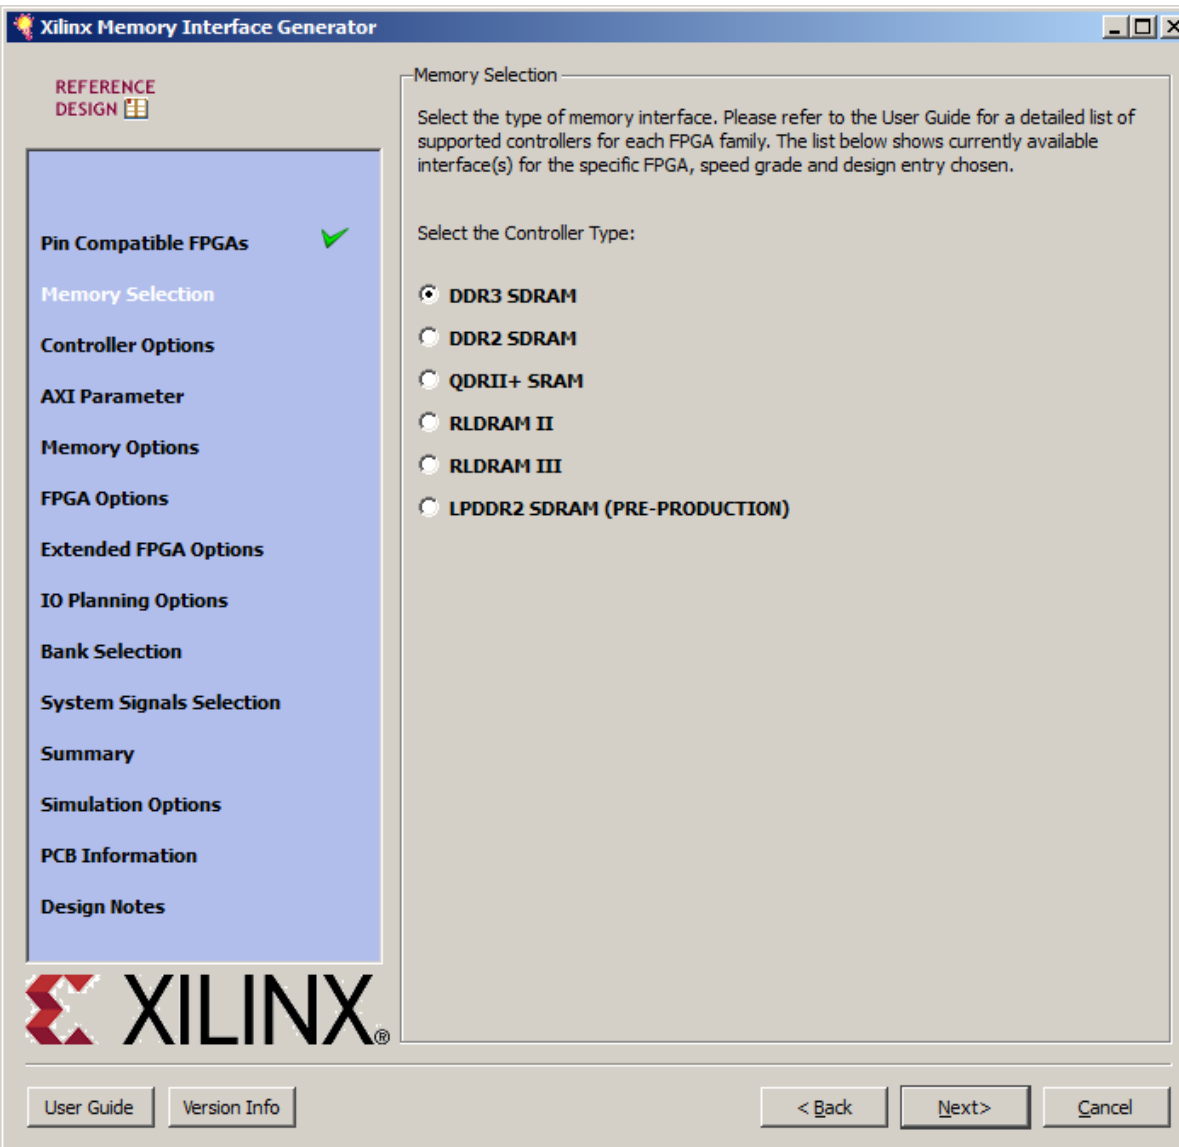 Xilinx Memory Interface Generator
REFERENCE
DESIGN
Pin Compatible FPGAs
Memory Selection
Controller Options
AXI Parameter
Memory Options
FPGA Options
Extended FPGA Options
IO Planning Options
Bank Selection
System Signals Selection
Summary
Simulation Options
PCB Information
Design Notes
XILINX®
Memory Selection
Select the type of memory interface. Please refer to the User Guide for a detailed list of
supported controllers for each FPGA family. The list below shows currently available
interface(s) for the specific FPGA, speed grade and design entry chosen.
Select the Controller Type:
DDR3 SDRAM
DDR2 SDRAM
QDRII+ SRAM
RLDRAM II
RLDRAM III
LPDDR2 SDRAM (PRE-PRODUCTION)
User Guide
Version Info
< Back
Next>
Cancel